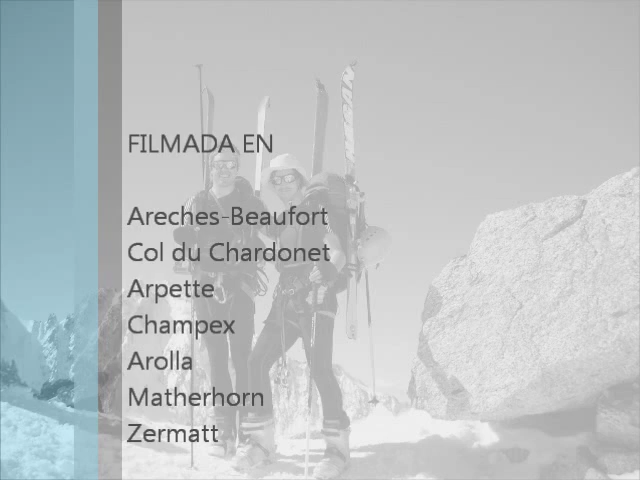 FILMADA EN
Areches-Beaufort
Col du Chardonet
Arpette
Champex
Arolla
Matherhorn
Zermatt